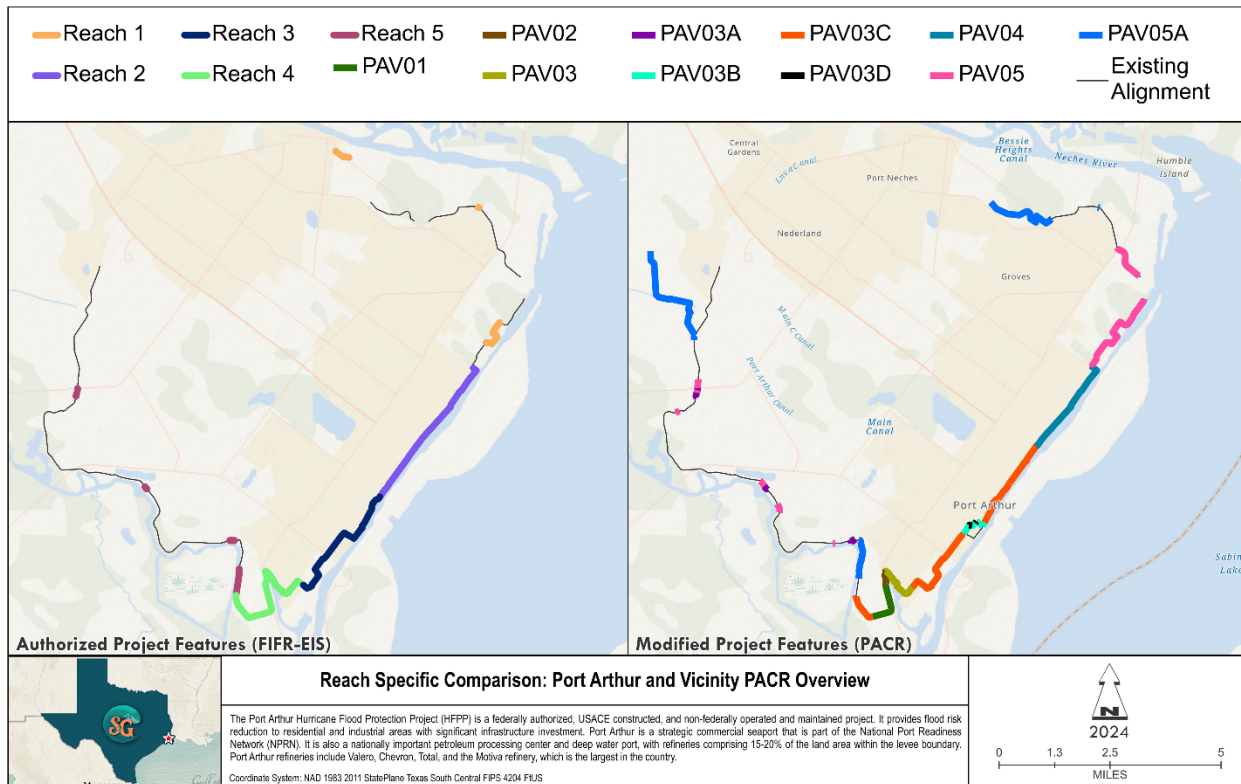 Reach 1
Reach 3
Reach 5
PAV02
PAV03A
PAV03C
PAV04
PAV05A
Reach 2
Reach 4
PAV01
PAV03
PAV03B
PAV03D
PAV05
Existing
Alignment
Authorized Project Features (FIFR-EIS)
Central
Gardens
Port Neches
Bessie
Heights
Canal
Neches River
Humble
Island
Nederland
Groves
Main C Canal
Port Arthur Canal
Main
Canal
Port Arthur
Sabin
Lake
Modified Project Features (PACR)
SG
Reach Specific Comparison: Port Arthur and Vicinity PACR Overview
The Port Arthur Hurricane Flood Protection Project (HFPP) is a federally authorized, USACE constructed, and non-federally operated and maintained project. It provides flood risk
reduction to residential and industrial areas with significant infrastructure investment. Port Arthur is a strategic commercial seaport that is part of the National Port Readiness
Network (NPRN). It is also a nationally important petroleum processing center and deep water port, with refineries comprising 15-20% of the land area within the levee boundary.
Port Arthur refineries include Valero, Chevron, Total, and the Motiva refinery, which is the largest in the country.
Coordinate System: NAD 1983 2011 StatePlane Texas South Central FIPS 4204 FtUS
N
2024
0 1.3 2.5 5
MILES